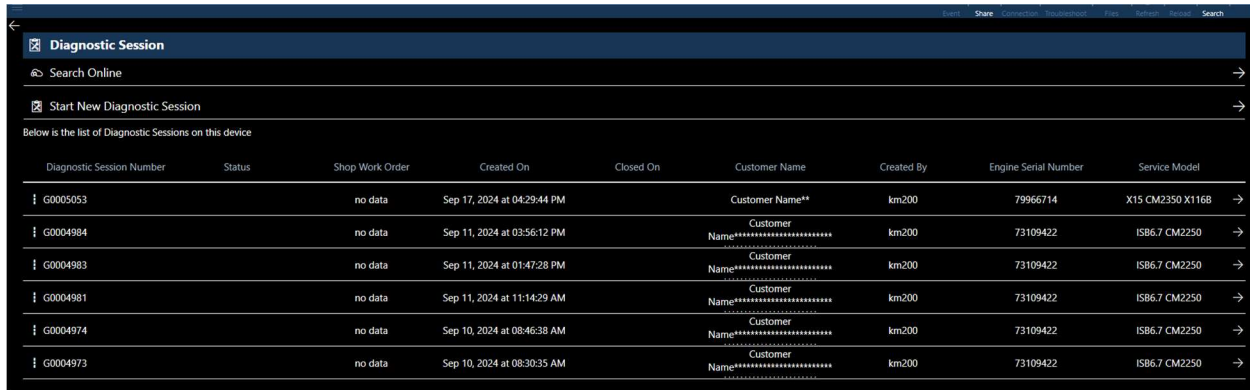 Event Share Connection Troubleshoot Files Refresh Reload Search
Diagnostic Session
Search Online
Start New Diagnostic Session
Below is the list of Diagnostic Sessions on this device
Diagnostic Session Number Status Shop Work Order Created On Closed On Customer Name Created By Engine Serial Number Service Model
G0005053 no data Sep 17, 2024 at 04:29:44 PM Customer Name** km200 79966714 X15 CM2350 X116B
Customer
G0004984 no data Sep 11, 2024 at 03:56:12 PM Name************************ km200 73109422 ISB6.7 CM2250
Customer
G0004983 no data Sep 11, 2024 at 01:47:28 PM Name************************ km200 73109422 ISB6.7 CM2250
Customer
G0004981 no data Sep 11, 2024 at 11:14:29 AM Name************************ km200 73109422 ISB6.7 CM2250
Customer
G0004974 no data Sep 10, 2024 at 08:46:38 AM Name************************ km200 73109422 ISB6.7 CM2250
Customer
G0004973 no data Sep 10, 2024 at 08:30:35 AM Name************************ km200 73109422 ISB6.7 CM2250